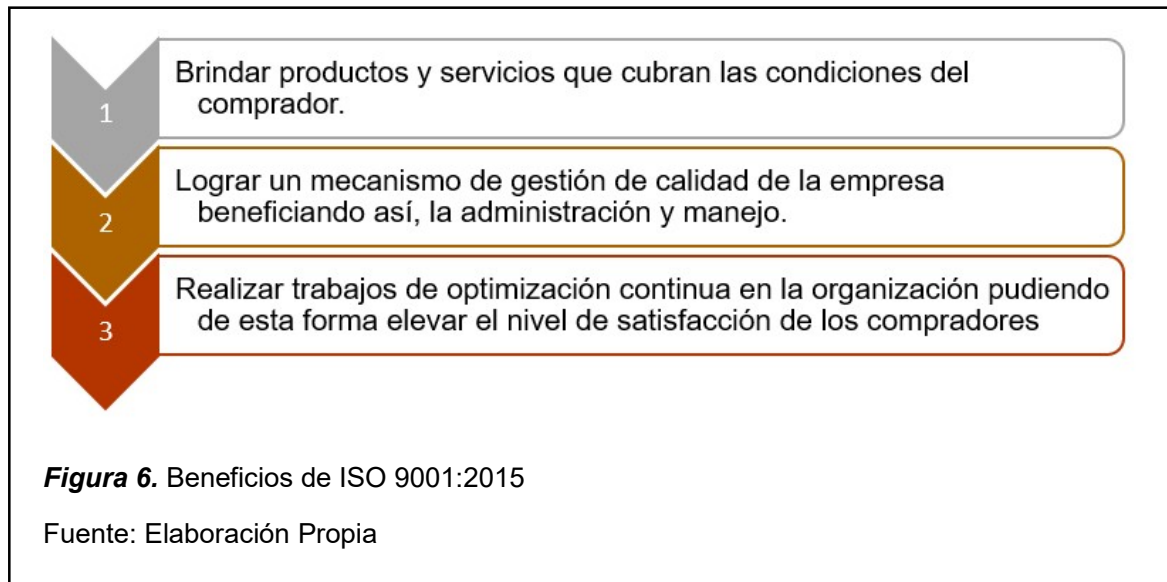 1
Brindar productos y servicios que cubran las condiciones del
comprador.
2
Lograr un mecanismo de gestión de calidad de la empresa
beneficiando así, la administración y manejo.
3
Realizar trabajos de optimización continua en la organización pudiendo
de esta forma elevar el nivel de satisfacción de los compradores
Figura 6. Beneficios de ISO 9001:2015
Fuente: Elaboración Propia